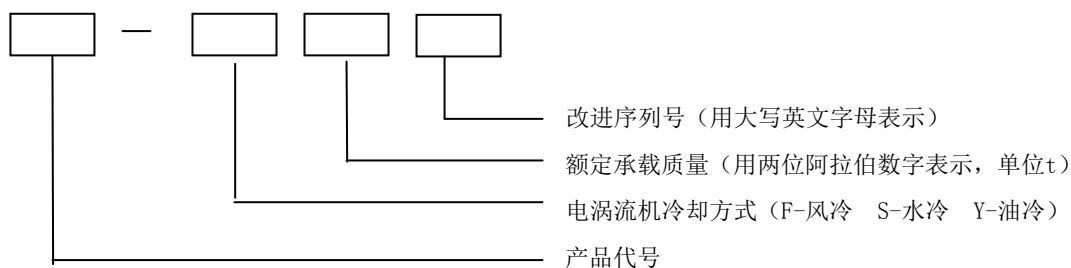 改进序列号（用大写英文字母表示）
额定承载质量（用两位阿拉伯数字表示，单位t）
电涡流机冷却方式（F-风冷 S-水冷 Y-油冷）
产品代号